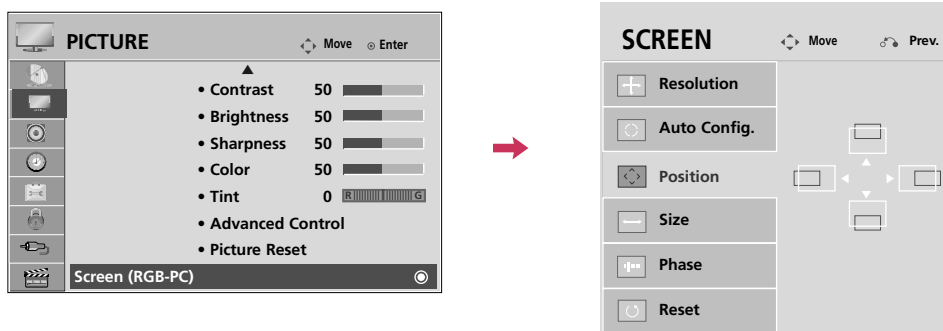 PICTURE
Move Enter
• Contrast 50
• Brightness 50
• Sharpness 50
• Color 50
• Tint 0 R G
• Advanced Control
• Picture Reset
Screen (RGB-PC)
SCREEN
Move Prev.
Resolution
Auto Config.
Position
Size
Phase
Reset